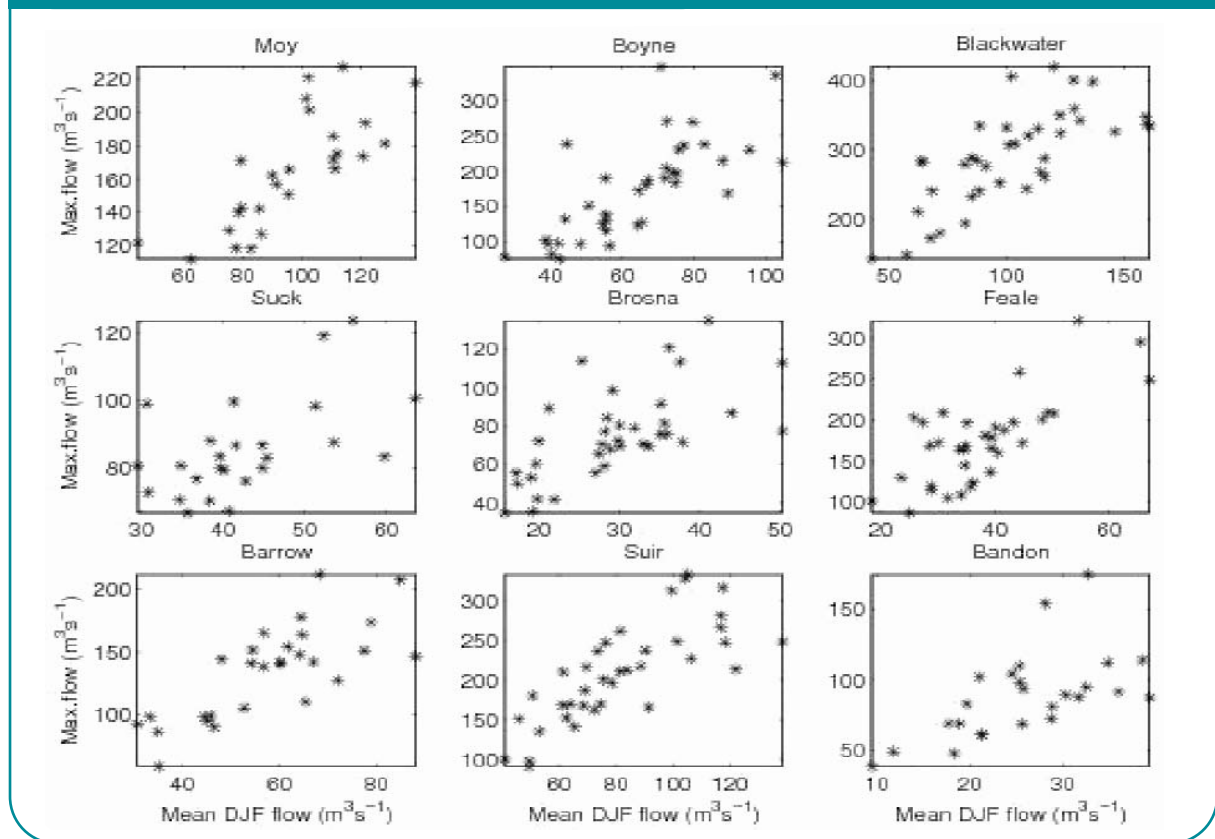 Moy Boyne Blackwater
Max.flow (m³s⁻¹)
220
200
180
160
140
120
60 80 100 120
300
250
200
150
100
40 60 80 100
400
300
200
50 100 150
Suck Brosna Feale
Max.flow (m³s⁻¹)
120
100
80
30 40 50 60
120
100
80
60
40
20 30 40 50
300
250
200
150
100
20 40 60
Barrow Suir Bandon
Max.flow (m³s⁻¹)
200
150
100
40 60 80
300
250
200
150
100
60 80 100 120
150
100
50
10 20 30
Mean DJF flow (m³s⁻¹) Mean DJF flow (m³s⁻¹) Mean DJF flow (m³s⁻¹)